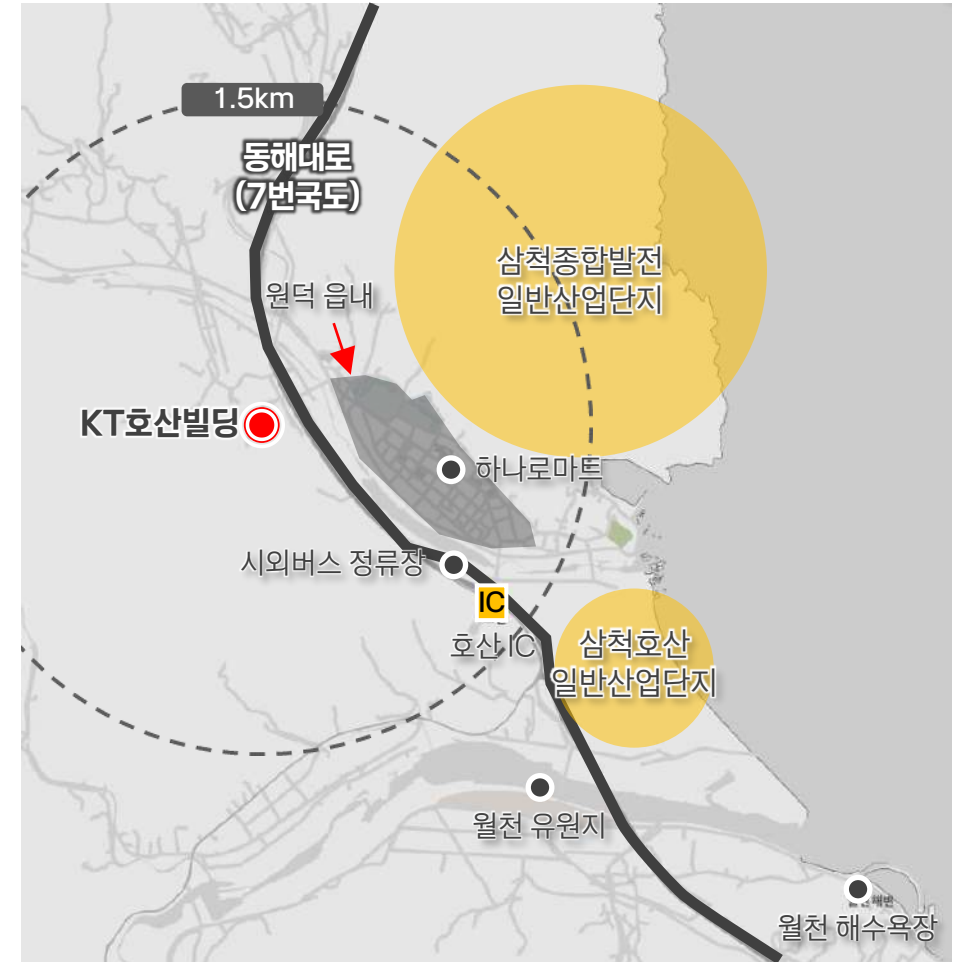 1.5km
동해대로
(7번국도)
삼척종합발전
일반산업단지
원덕 읍내
KT호산빌딩
하나로마트
시외버스 정류장
IC
호산 IC
삼척호산
일반산업단지
월천 유원지
월천 해수욕장